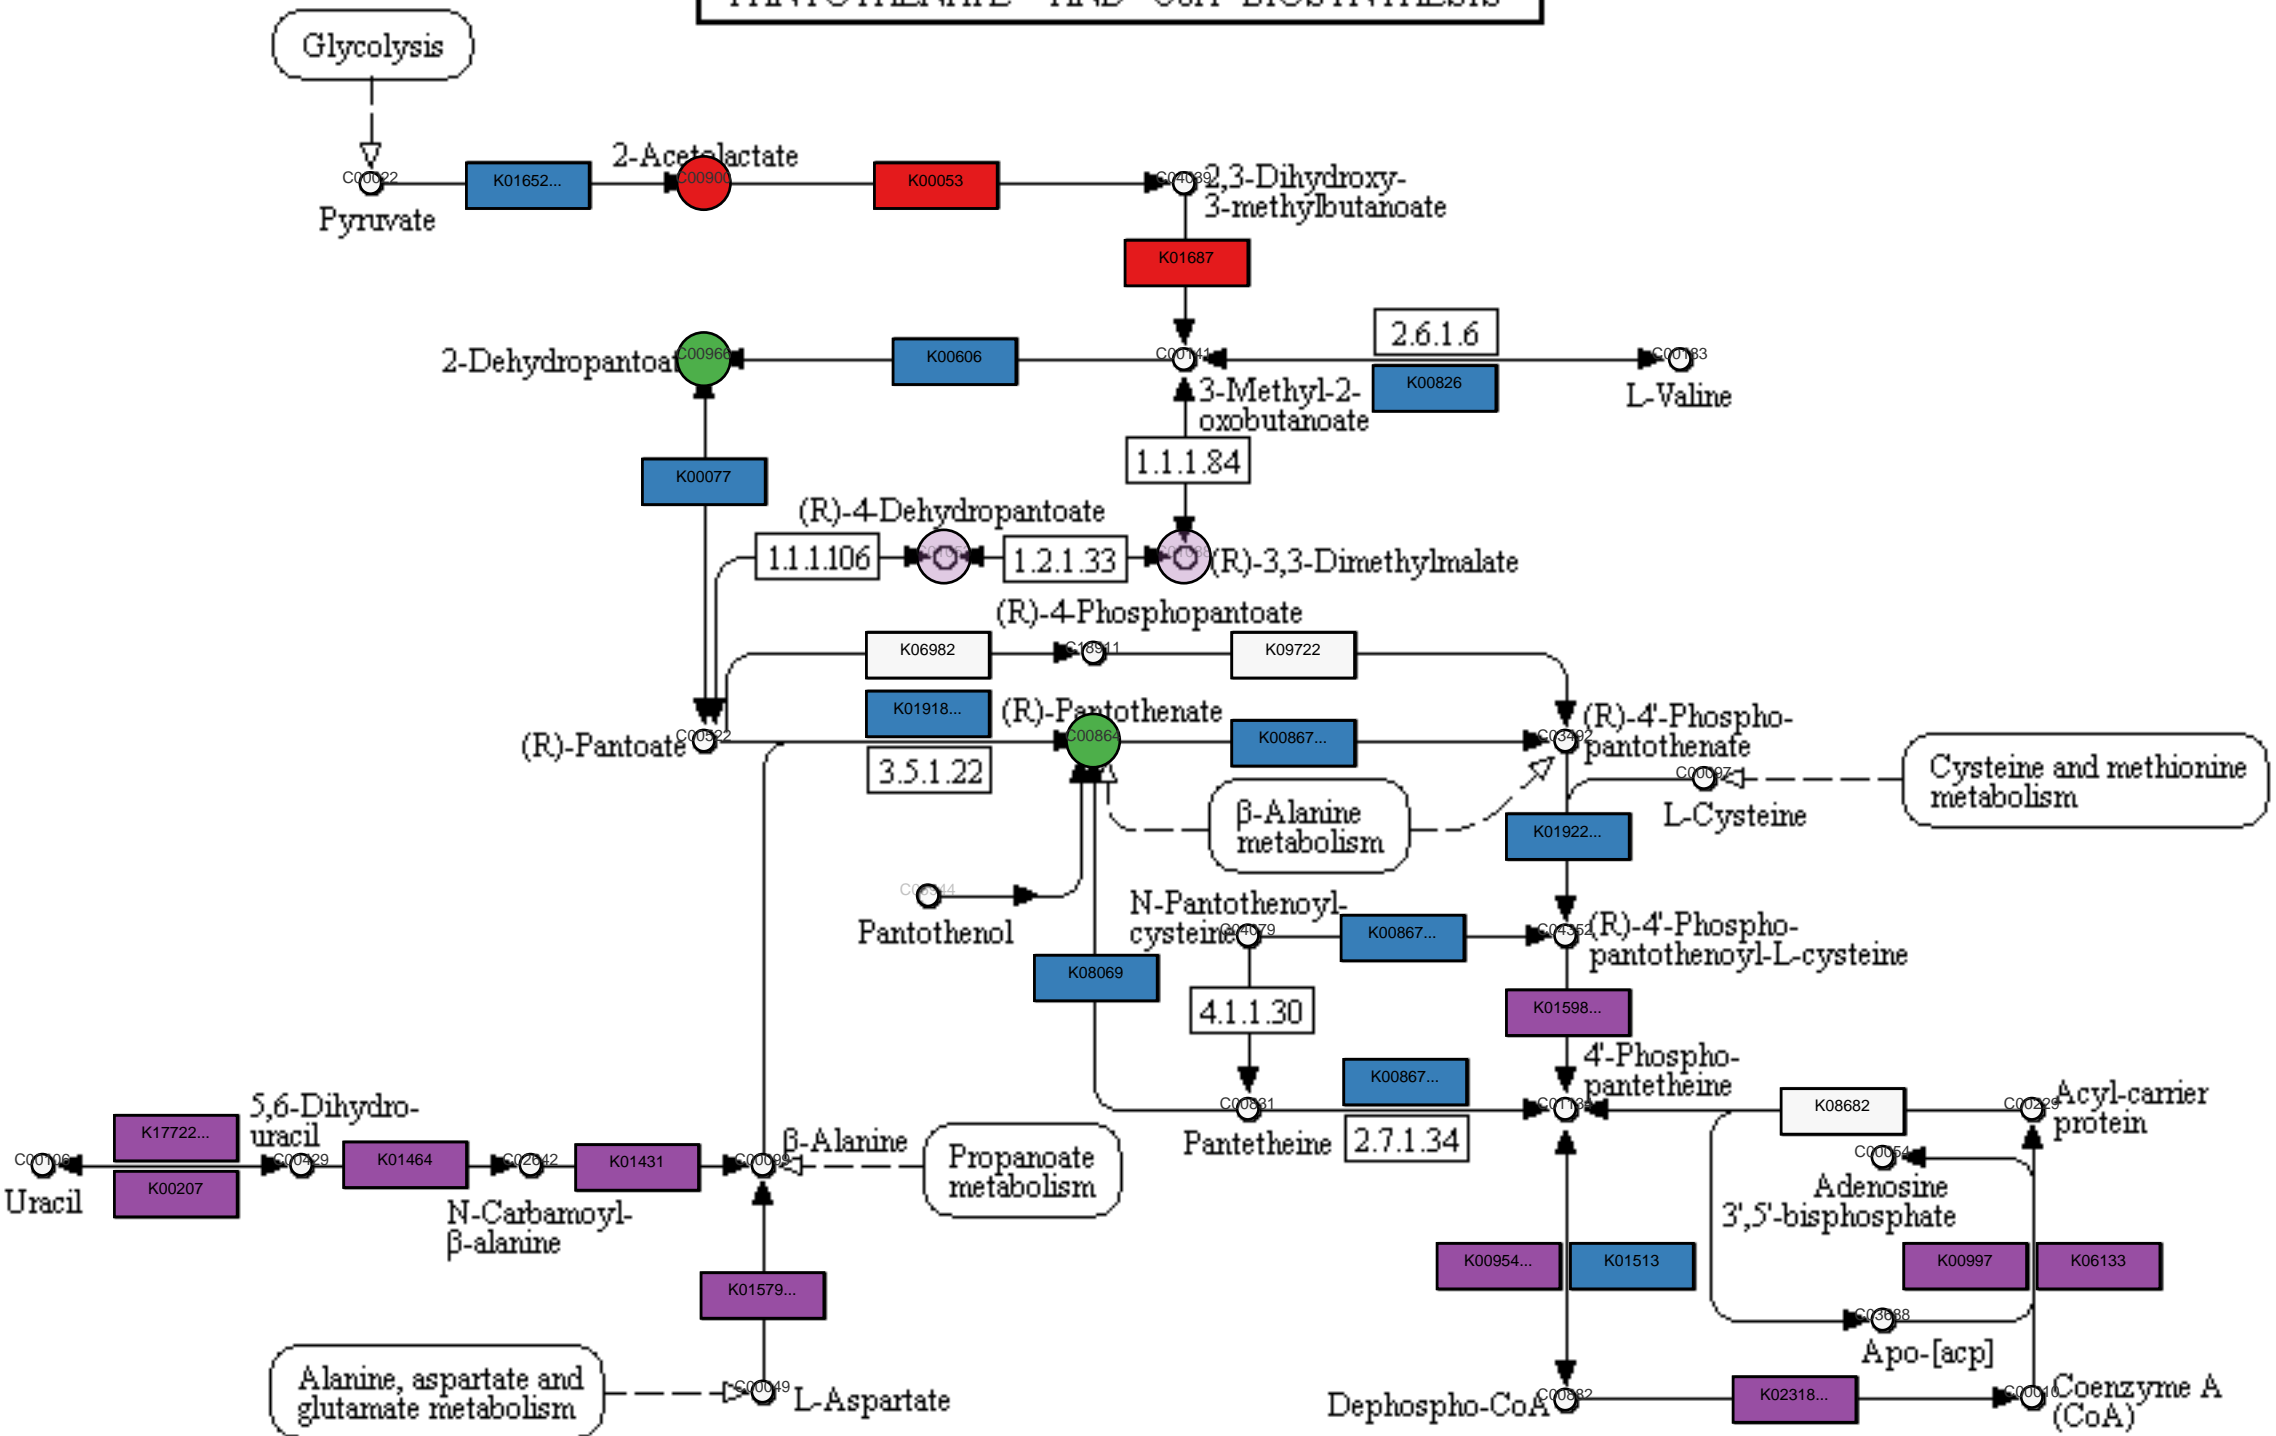 PANTOTHENATE AND CoA BIOSYNTHESIS
Glycolysis
2-Acetolactate
C00022
K01652...
C00900
K00053
C04039
2,3-Dihydroxy-
3-methylbutanoate
Pyruvate
K01687
2.6.1.6
2-Dehydropantoat
C00966
K00606
C00141
C00183
K00826
3-Methyl-2-
oxobutanoate
L-Valine
K00077
1.1.1.84
(R)-4-Dehydropantoate
1.1.1.106
1.2.1.33
(R)-3,3-Dimethylmalate
(R)-4-Phosphopantoate
K06982
C18911
K09722
K01918...
(R)-Pantothenate
(R)-4'-Phospho-
pantothenate
(R)-Pantoate
C00522
C00864
K00867...
C03492
3.5.1.22
C00097
Cysteine and methionine
metabolism
L-Cysteine
β-Alanine
metabolism
K01922...
Pantothenol
N-Pantothenoyl-
cysteine
C04079
K00867...
C04352
(R)-4'-Phospho-
pantothenoyl-L-cysteine
K08069
4.1.1.30
K01598...
4'-Phospho-
pantetheine
K00867...
C00831
K08682
C00229
Acyl-carrier
protein
Pantetheine
2.7.1.34
5,6-Dihydro-
uracil
K17722...
C00106
C00429
K01464
C02642
K01431
C00099
β-Alanine
Propanoate
metabolism
K00207
Uracil
N-Carbamoyl-
β-alanine
C00054
Adenosine
3',5'-bisphosphate
K01579...
K00954...
K01513
K00997
K06133
C03688
Apo-[acp]
Alanine, aspartate and
glutamate metabolism
C00049
L-Aspartate
Dephospho-CoA
C00882
K02318...
C00010
Coenzyme A
(CoA)